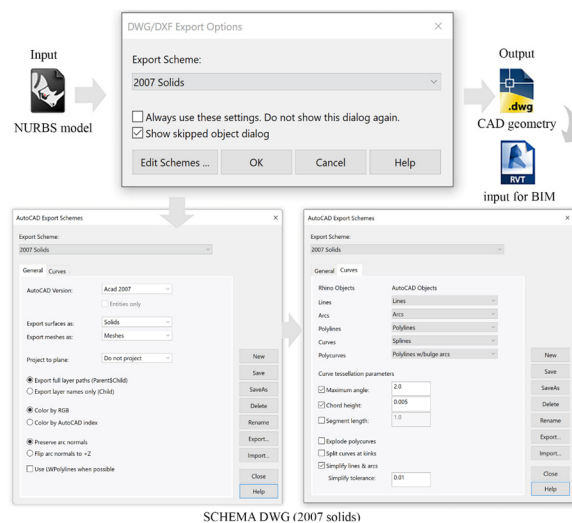 DWG/DXF Export Options
Input
Output
Export Scheme:
2007 Solids
.dwg
Always use these settings. Do not show this dialog again.
Show skipped object dialog
NURBS model
CAD geometry
Edit Schemes ...
OK
Cancel
Help
RVT
input for BIM
AutoCAD Export Schemes
Export Scheme:
2007 Solids
General
Curves
AutoCAD Version:
Acad 2007
Entities only
Export surfaces as:
Solids
Export meshes as:
Meshes
Project to plane:
Do not project
Export full layer paths (Parent$Child)
Export layer names only (Child)
Color by RGB
Color by AutoCAD index
Preserve arc normals
Flip arc normals to +Z
Use LWPolylines when possible
New
Save
SaveAs
Delete
Rename
Export...
Import...
Close
Help
AutoCAD Export Schemes
Export Scheme:
2007 Solids
General
Curves
Rhino Objects
AutoCAD Objects
Lines
Lines
Arcs
Arcs
Polylines
Polylines
Curves
Splines
Polycurves
Polylines w/bulge arcs
Curve tessellation parameters
Maximum angle:
2.0
Chord height:
0.005
Segment length:
1.0
Explode polycurves
Split curves at kinks
Simplify lines & arcs
Simplify tolerance:
0.01
New
Save
SaveAs
Delete
Rename
Export...
Import...
Close
Help
SCHEMA DWG (2007 solids)